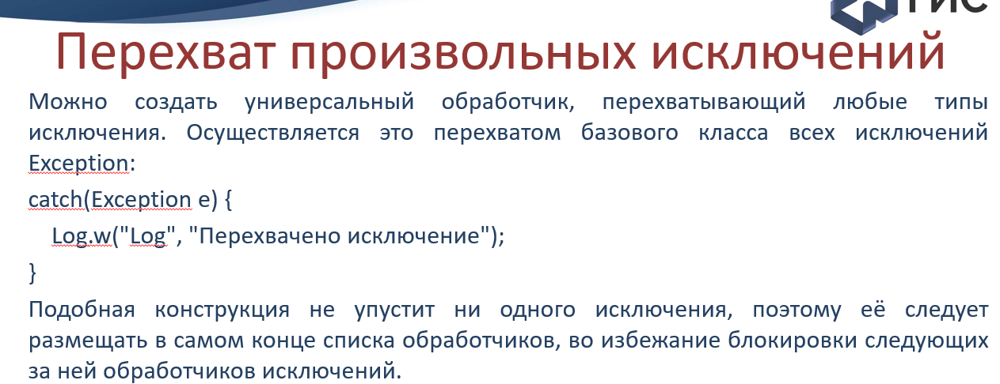 Перехват произвольных исключений
Можно создать универсальный обработчик, перехватывающий любые типы
исключения. Осуществляется это перехватом базового класса всех исключений
Exception:
catch(Exception e) {
Log.w("Log", "Перехвачено исключение");
}
Подобная конструкция не упустит ни одного исключения, поэтому её следует
размещать в самом конце списка обработчиков, во избежание блокировки следующих
за ней обработчиков исключений.